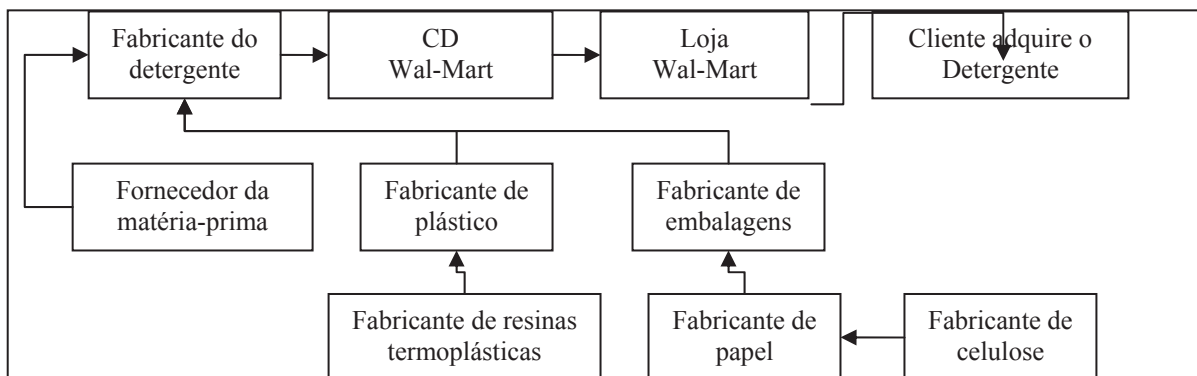 Fabricante do
detergente
CD
Wal-Mart
Loja
Wal-Mart
Cliente adquire o
Detergente
Fornecedor da
matéria-prima
Fabricante de
plástico
Fabricante de
embalagens
Fabricante de resinas
termoplásticas
Fabricante de
papel
Fabricante de
celulose